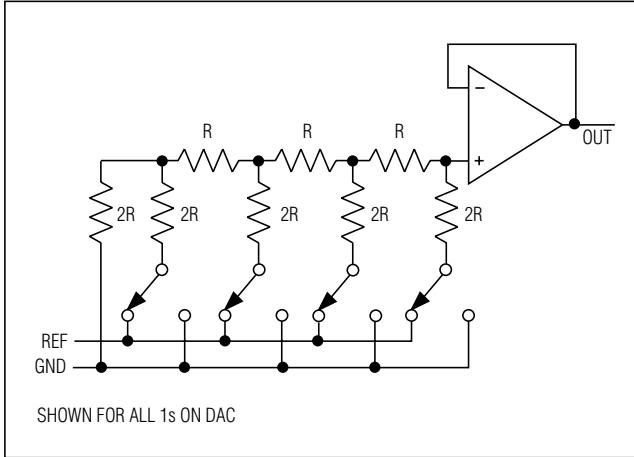 −
R R R
+
OUT
2R 2R 2R 2R 2R
REF
GND
SHOWN FOR ALL 1s ON DAC